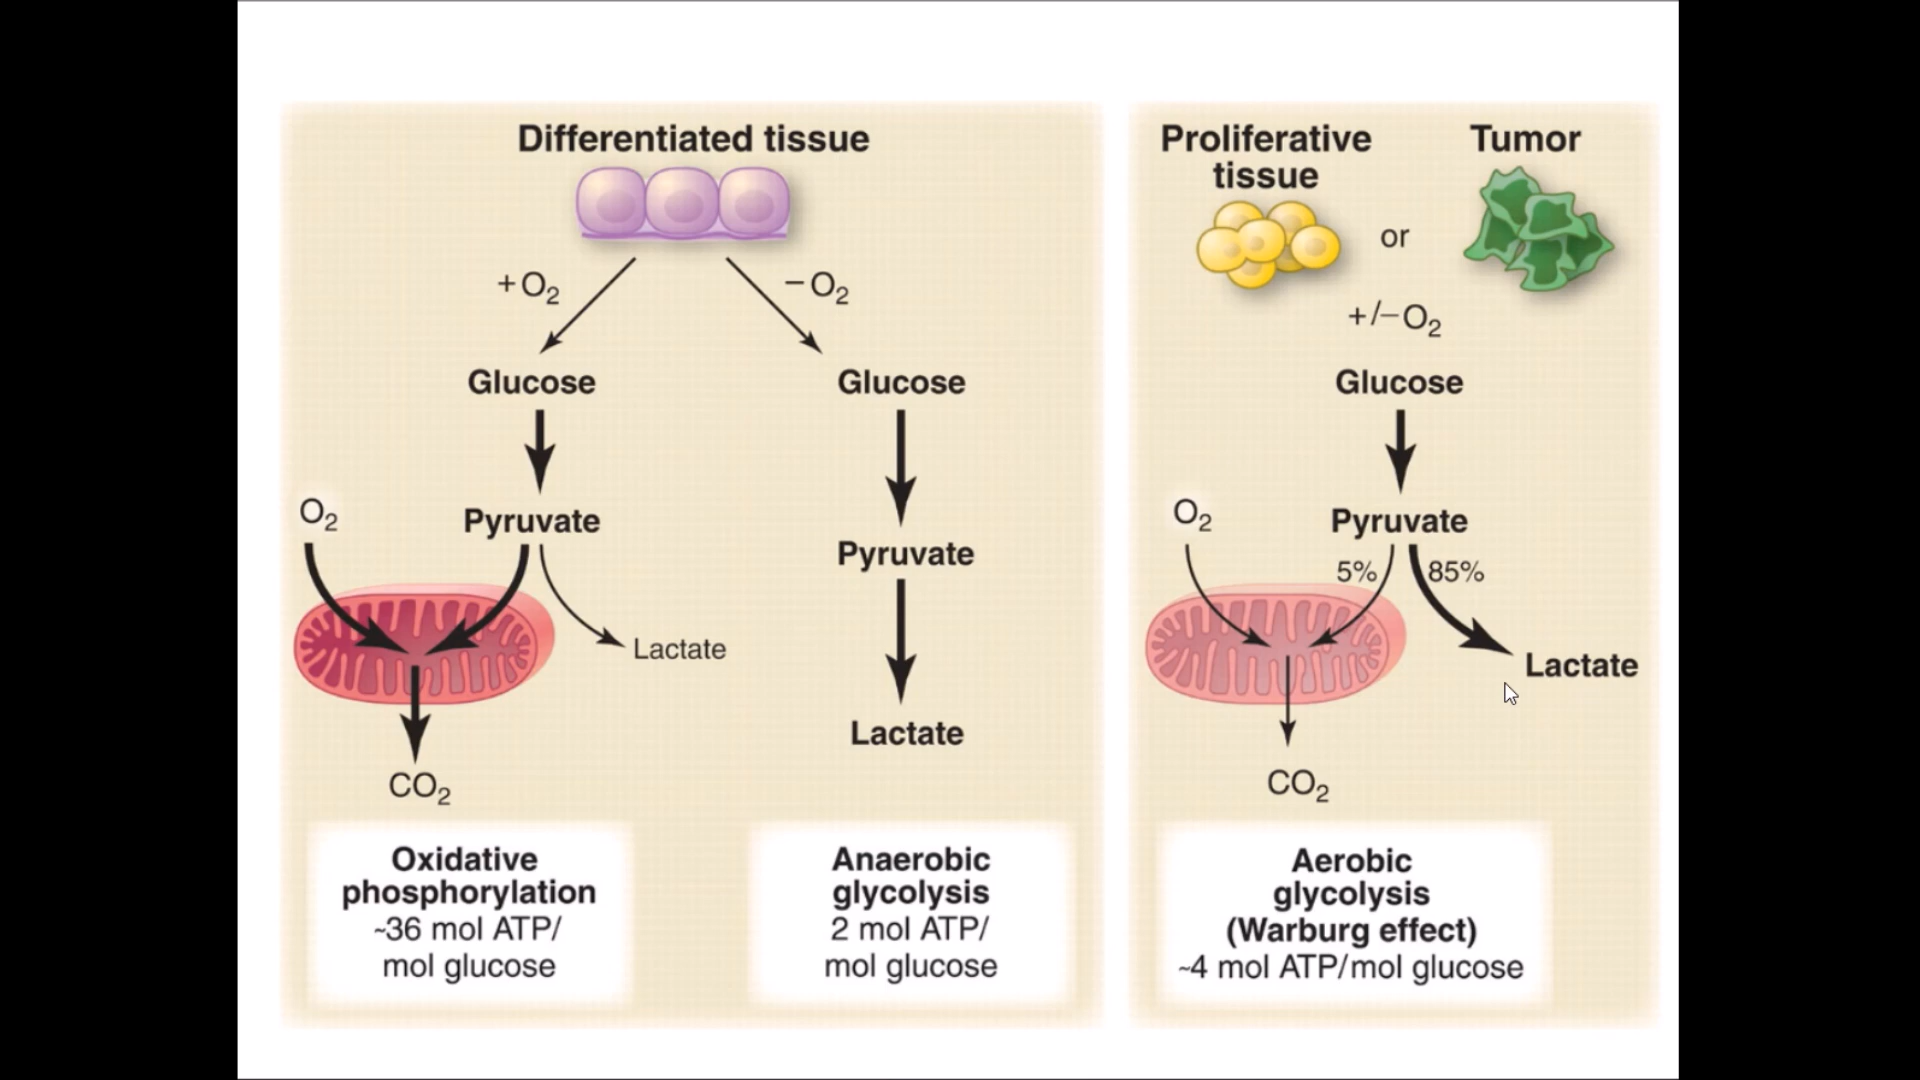 Differentiated tissue
+O₂
−O₂
Glucose
Glucose
O₂
Pyruvate
Pyruvate
Lactate
Lactate
CO₂
Oxidative
phosphorylation
~36 mol ATP/
mol glucose
Anaerobic
glycolysis
2 mol ATP/
mol glucose
Proliferative
tissue
or
Tumor
+/−O₂
Glucose
O₂
Pyruvate
5%
85%
Lactate
CO₂
Aerobic
glycolysis
(Warburg effect)
~4 mol ATP/mol glucose